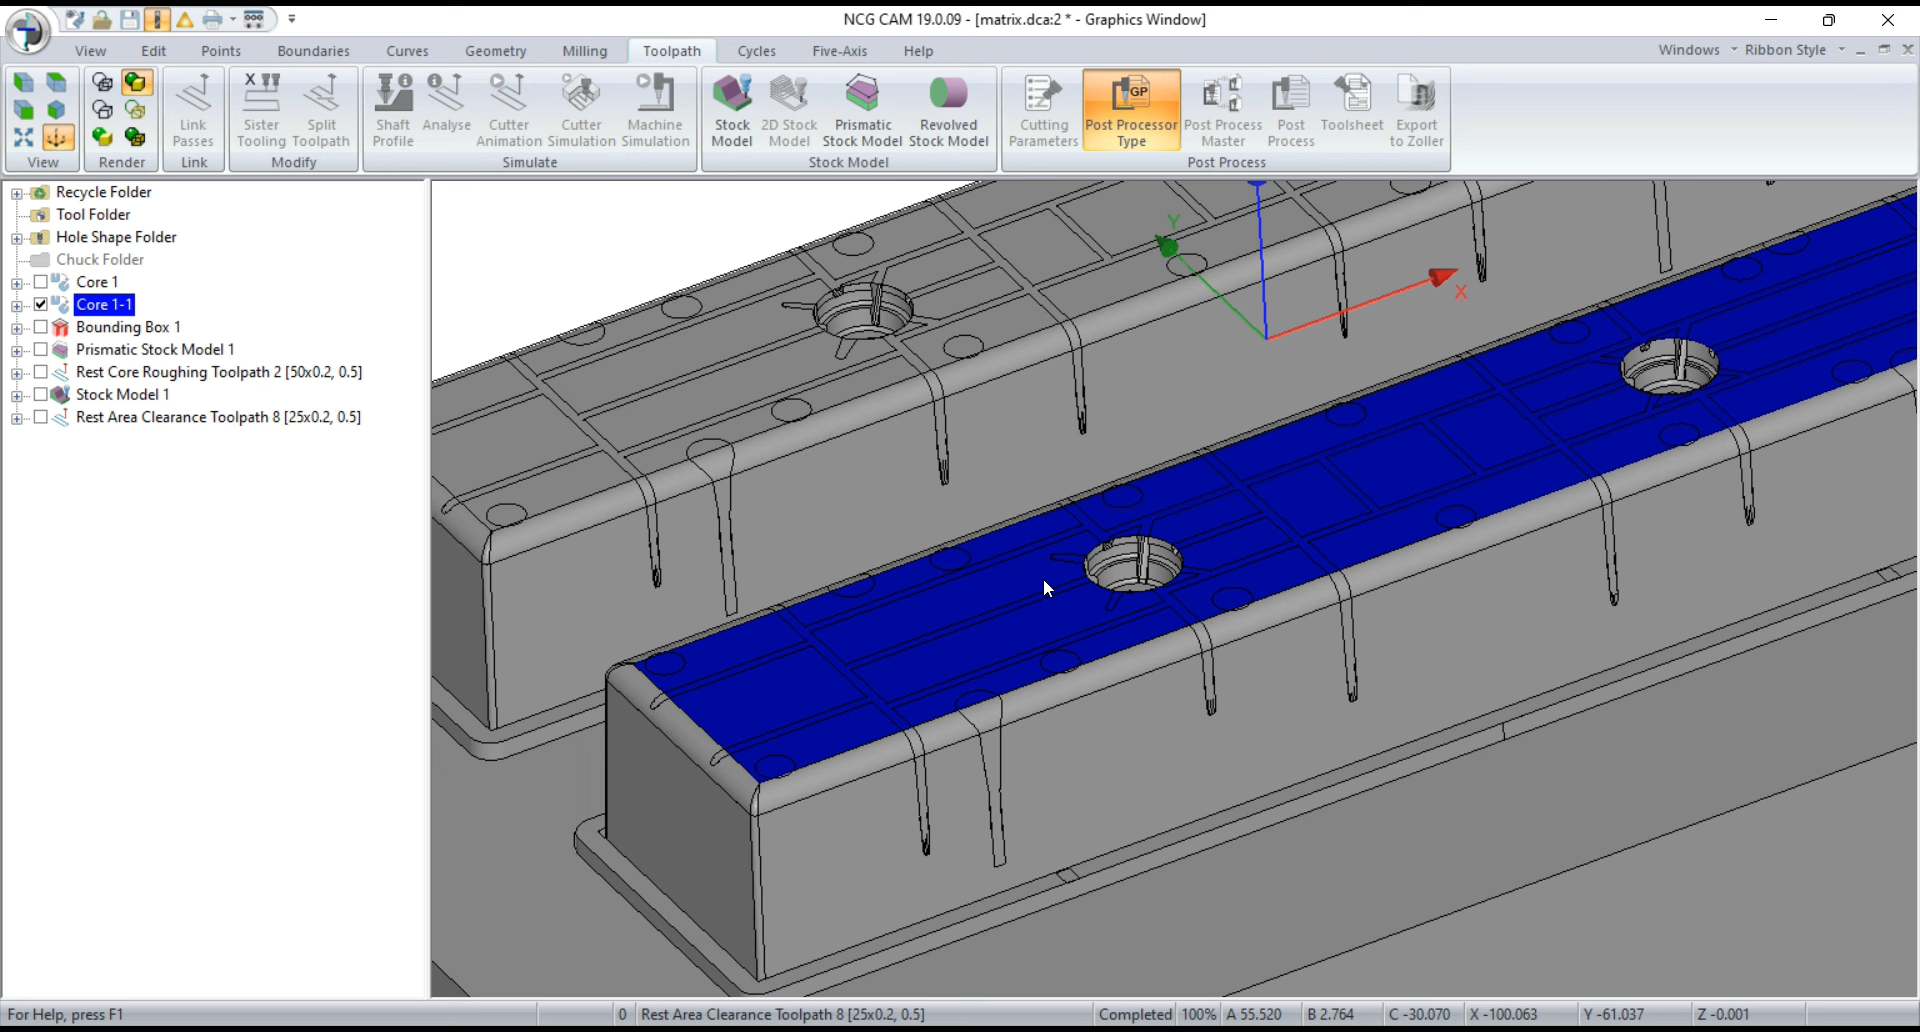 NCG CAM 19.0.09 - [matrix.dca:2 * - Graphics Window]
View Edit Points Boundaries Curves Geometry Milling Toolpath Cycles Five-Axis Help Windows Ribbon Style
Link Passes
Sister Tooling
Split Toolpath
Shaft Profile
Analyse
Cutter Animation
Cutter Simulation
Machine Simulation
Stock Model
2D Stock Model
Prismatic Stock Model
Revolved Stock Model
Cutting Parameters
GP
Post Processor Type
Post Process Master
Post Process
Toolsheet
Export to Zoller
View Render Link Modify Simulate Stock Model Post Process
Recycle Folder
Tool Folder
Hole Shape Folder
Chuck Folder
Core 1
Core 1-1
Bounding Box 1
Prismatic Stock Model 1
Rest Core Roughing Toolpath 2 [50x0.2, 0.5]
Stock Model 1
Rest Area Clearance Toolpath 8 [25x0.2, 0.5]
Y
X
For Help, press F1 0 Rest Area Clearance Toolpath 8 [25x0.2, 0.5] Completed 100% A 55.520 B 2.764 C -30.070 X -100.063 Y -61.037 Z -0.001